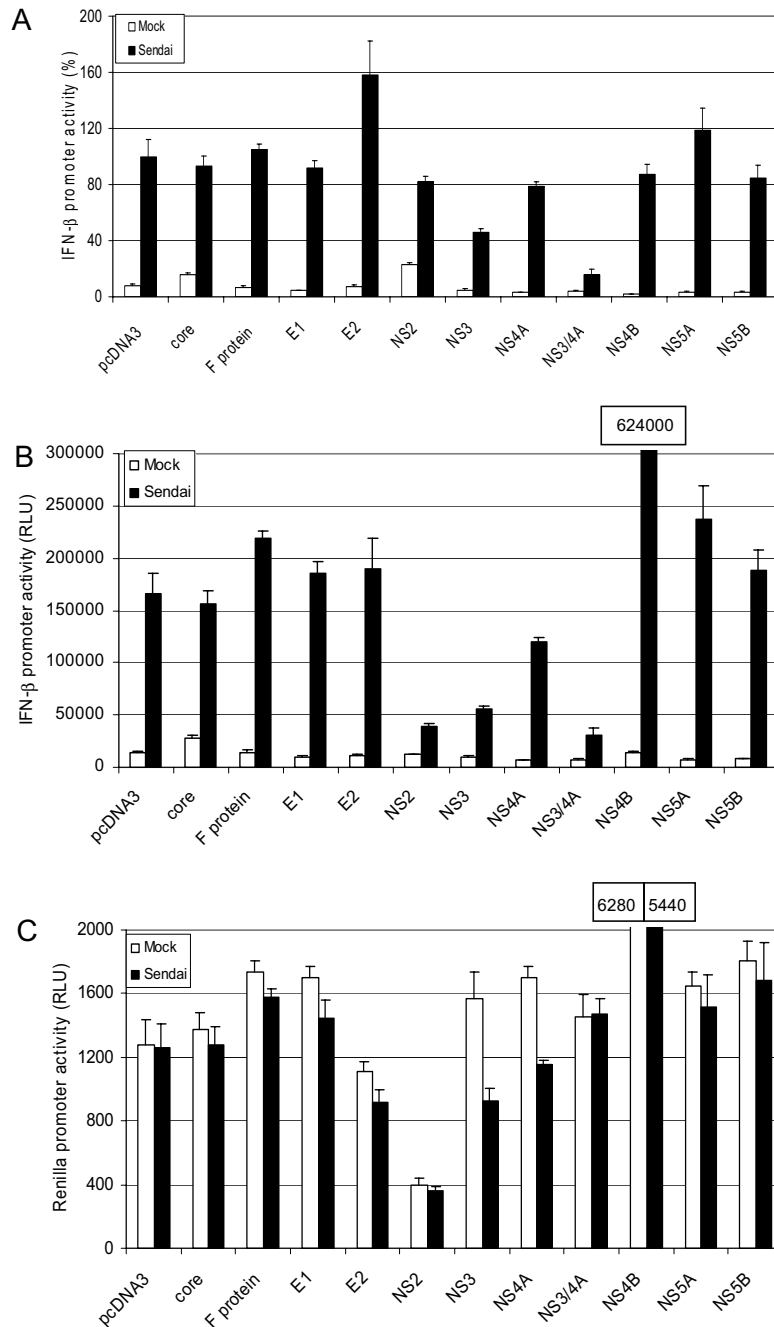 A
Mock
Sendai
IFN-β promoter activity (%)
200
160
120
80
40
0
pcDNA3
core
F protein
E1
E2
NS2
NS3
NS4A
NS3/4A
NS4B
NS5A
NS5B
B
624000
Mock
Sendai
IFN-β promoter activity (RLU)
300000
250000
200000
150000
100000
50000
0
pcDNA3
core
F protein
E1
E2
NS2
NS3
NS4A
NS3/4A
NS4B
NS5A
NS5B
C
6280 5440
Mock
Sendai
Renilla promoter activity (RLU)
2000
1600
1200
800
400
0
pcDNA3
core
F protein
E1
E2
NS2
NS3
NS4A
NS3/4A
NS4B
NS5A
NS5B